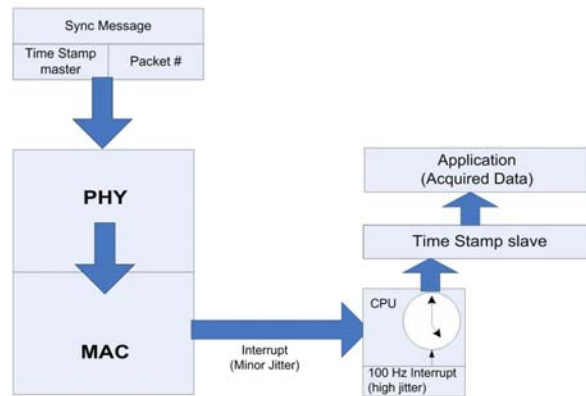 Sync Message
Time Stamp
master
Packet #
PHY
MAC
Interrupt
(Minor Jitter)
Application
(Acquired Data)
Time Stamp slave
CPU
100 Hz Interrupt
(high jitter)